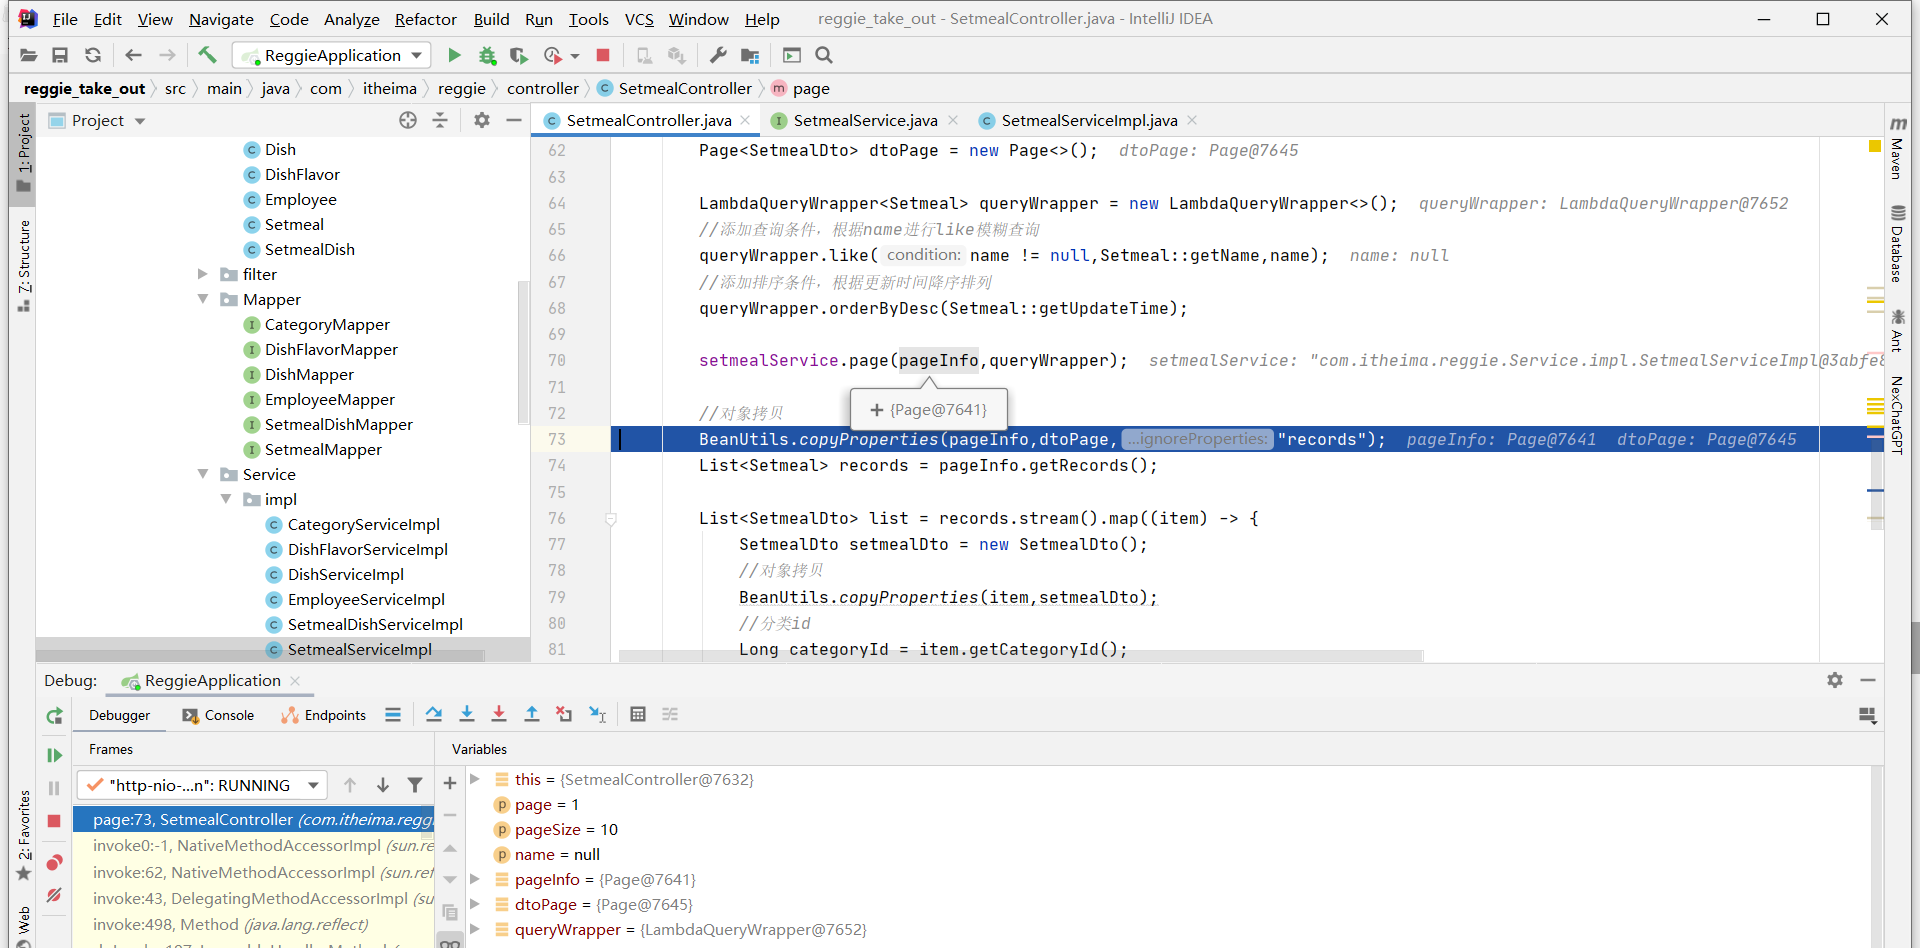 File Edit View Navigate Code Analyze Refactor Build Run Tools VCS Window Help reggie_take_out - SetmealController.java - IntelliJ IDEA
ReggieApplication
reggie_take_out src main java com itheima reggie controller SetmealController page
Project SetmealController.java SetmealService.java SetmealServiceImpl.java
1: Project
7: Structure
2: Favorites
Web
Dish
DishFlavor
Employee
Setmeal
SetmealDish
filter
Mapper
CategoryMapper
DishFlavorMapper
DishMapper
EmployeeMapper
SetmealDishMapper
SetmealMapper
Service
impl
CategoryServiceImpl
DishFlavorServiceImpl
DishServiceImpl
EmployeeServiceImpl
SetmealDishServiceImpl
SetmealServiceImpl
62 Page<SetmealDto> dtoPage = new Page<>(); dtoPage: Page@7645
63
64 LambdaQueryWrapper<Setmeal> queryWrapper = new LambdaQueryWrapper<>(); queryWrapper: LambdaQueryWrapper@7652
65 //添加查询条件，根据name进行like模糊查询
66 queryWrapper.like( condition: name != null,Setmeal::getName,name); name: null
67 //添加排序条件，根据更新时间降序排列
68 queryWrapper.orderByDesc(Setmeal::getUpdateTime);
69
70 setmealService.page(pageInfo,queryWrapper); setmealService: "com.itheima.reggie.Service.impl.SetmealServiceImpl@3abfe8
71
+ {Page@7641}
72 //对象拷贝
73 BeanUtils.copyProperties(pageInfo,dtoPage, ...ignoreProperties: "records"); pageInfo: Page@7641 dtoPage: Page@7645
74 List<Setmeal> records = pageInfo.getRecords();
75
76 List<SetmealDto> list = records.stream().map((item) -> {
77 SetmealDto setmealDto = new SetmealDto();
78 //对象拷贝
79 BeanUtils.copyProperties(item,setmealDto);
80 //分类id
81 Long categoryId = item.getCategoryId();
Maven
Database
Ant
NexChatGPT
Debug: ReggieApplication
Debugger Console Endpoints
Frames Variables
"http-nio-...n": RUNNING
page:73, SetmealController (com.itheima.regg
invoke0:-1, NativeMethodAccessorImpl (sun.re
invoke:62, NativeMethodAccessorImpl (sun.ref
invoke:43, DelegatingMethodAccessorImpl (su
invoke:498, Method (java.lang.reflect)
this = {SetmealController@7632}
page = 1
pageSize = 10
name = null
pageInfo = {Page@7641}
dtoPage = {Page@7645}
queryWrapper = {LambdaQueryWrapper@7652}